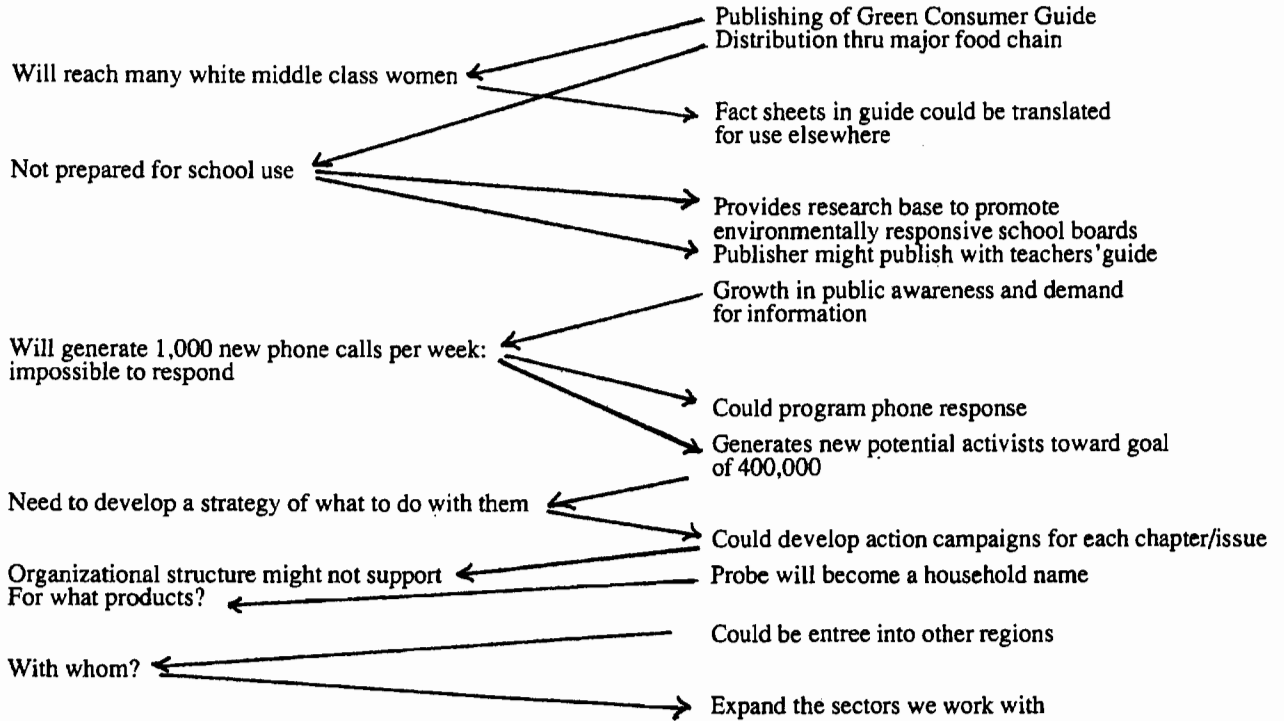 Publishing of Green Consumer Guide
Distribution thru major food chain
Will reach many white middle class women
Fact sheets in guide could be translated
for use elsewhere
Not prepared for school use
Provides research base to promote
environmentally responsive school boards
Publisher might publish with teachers' guide
Growth in public awareness and demand
for information
Will generate 1,000 new phone calls per week:
impossible to respond
Could program phone response
Generates new potential activists toward goal
of 400,000
Need to develop a strategy of what to do with them
Could develop action campaigns for each chapter/issue
Organizational structure might not support
Probe will become a household name
For what products?
Could be entree into other regions
With whom?
Expand the sectors we work with